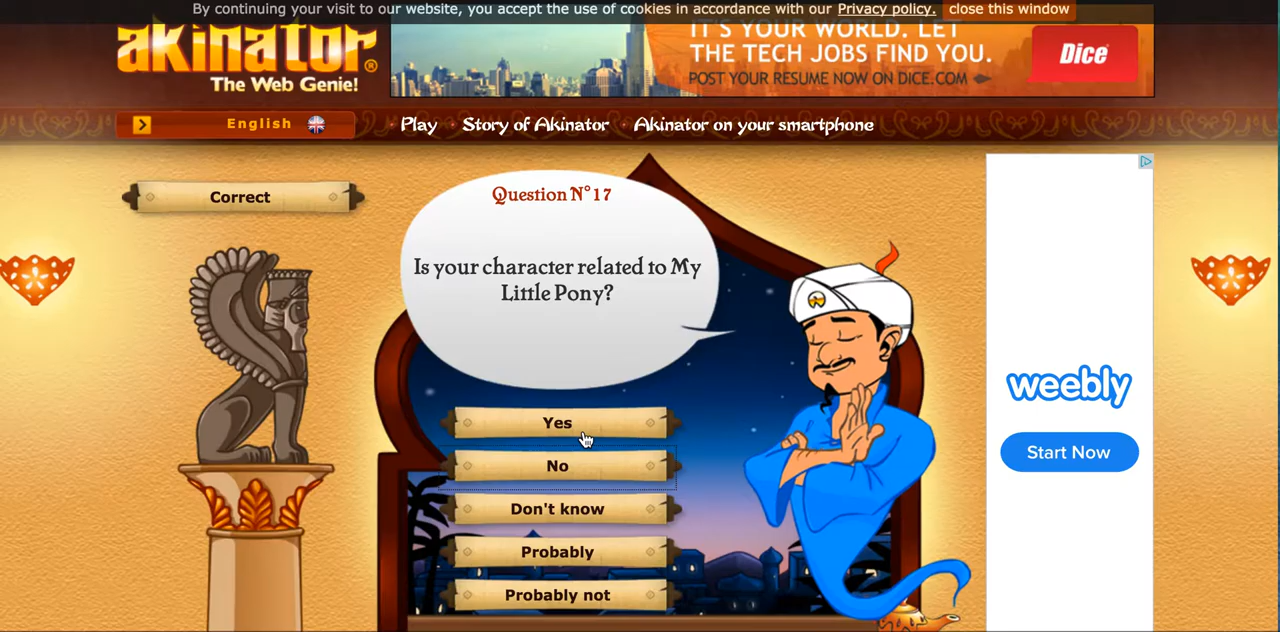 By continuing your visit to our website, you accept the use of cookies in accordance with our Privacy policy. close this window
akinator®
The Web Genie!
IT'S YOUR WORLD. LET
THE TECH JOBS FIND YOU.
POST YOUR RESUME NOW ON DICE.COM
Dice
English
Play
Story of Akinator
Akinator on your smartphone
Correct
Question N°17
Is your character related to My
Little Pony?
Yes
No
Don't know
Probably
Probably not
weebly
Start Now